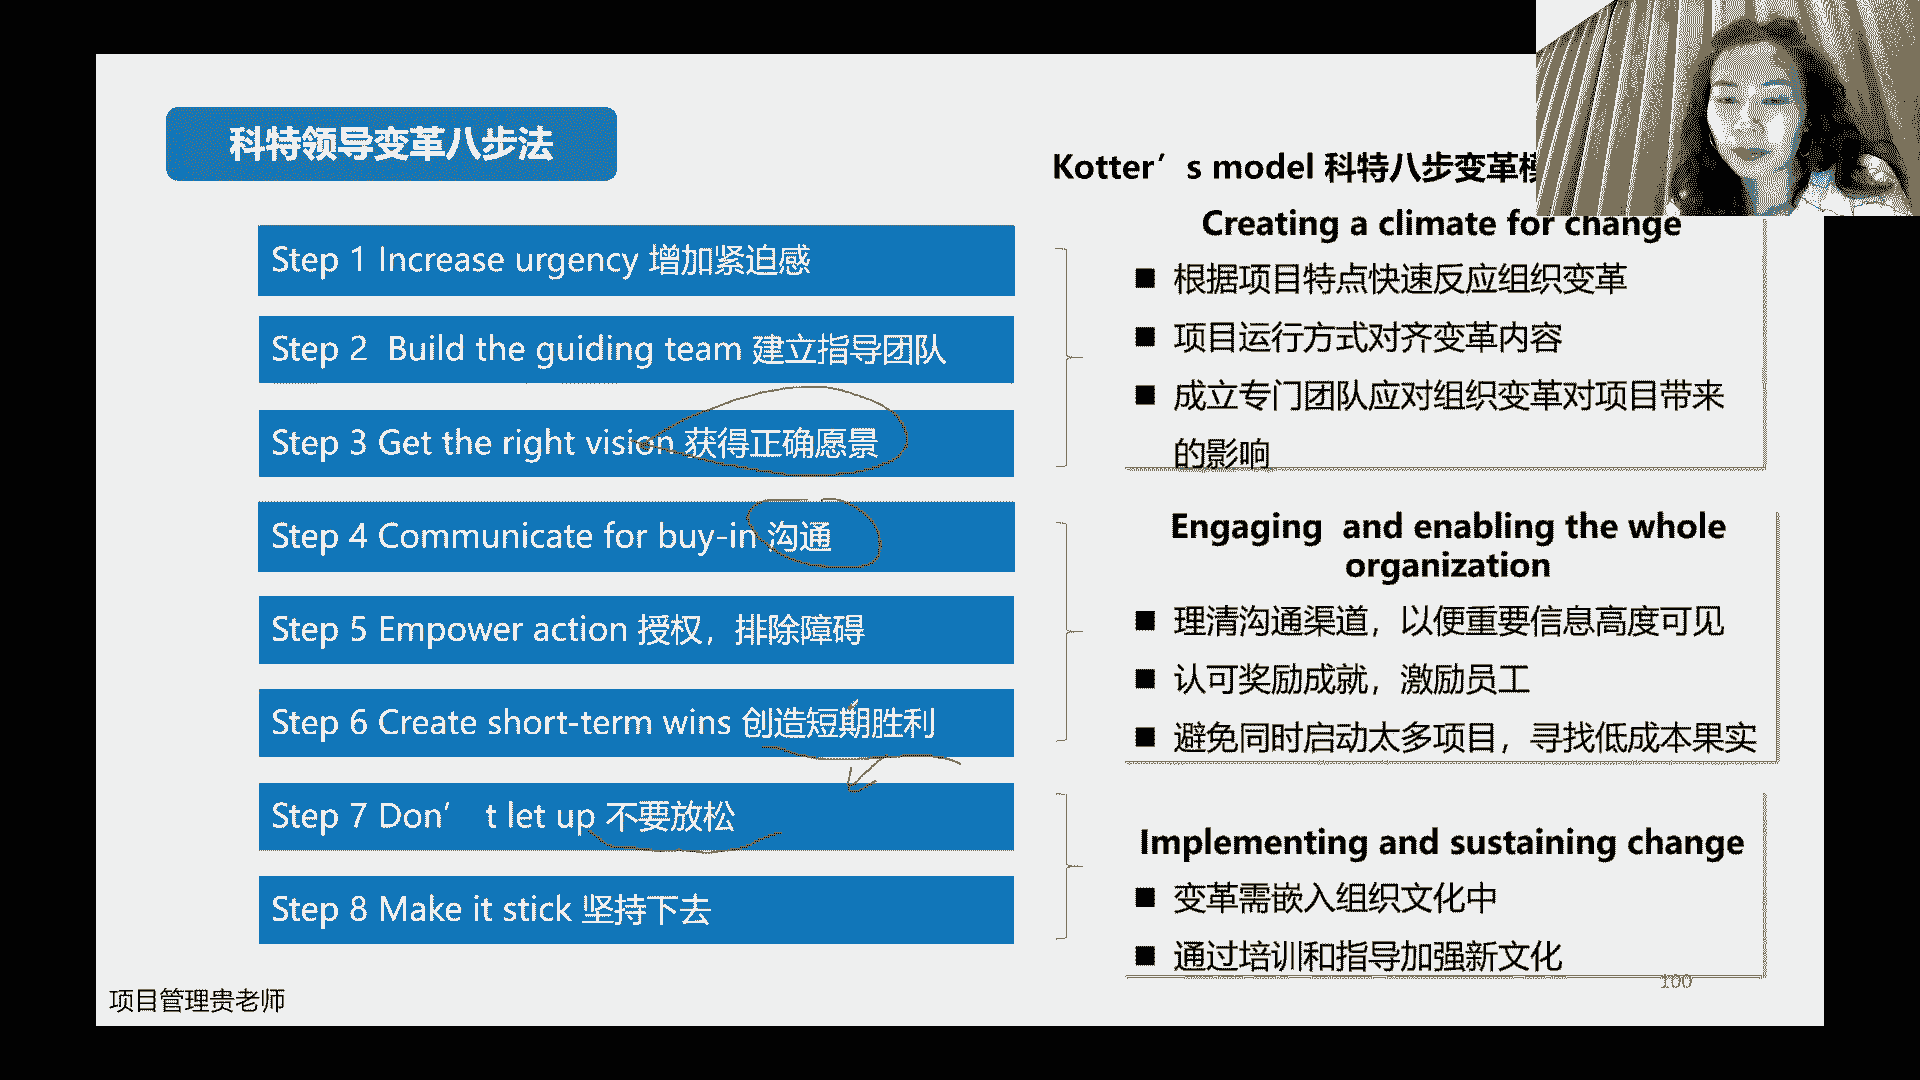 科特领导变革八步法
Step 1 Increase urgency 增加紧迫感
Step 2 Build the guiding team 建立指导团队
Step 3 Get the right vision 获得正确愿景
Step 4 Communicate for buy-in 沟通
Step 5 Empower action 授权，排除障碍
Step 6 Create short-term wins 创造短期胜利
Step 7 Don’ t let up 不要放松
Step 8 Make it stick 坚持下去
Kotter’s model 科特八步变革
Creating a climate for change
■ 根据项目特点快速反应组织变革
■ 项目运行方式对齐变革内容
■ 成立专门团队应对组织变革对项目带来
的影响
Engaging and enabling the whole
organization
■ 理清沟通渠道，以便重要信息高度可见
■ 认可奖励成就，激励员工
■ 避免同时启动太多项目，寻找低成本果实
Implementing and sustaining change
■ 变革需嵌入组织文化中
■ 通过培训和指导加强新文化
100
项目管理贵老师